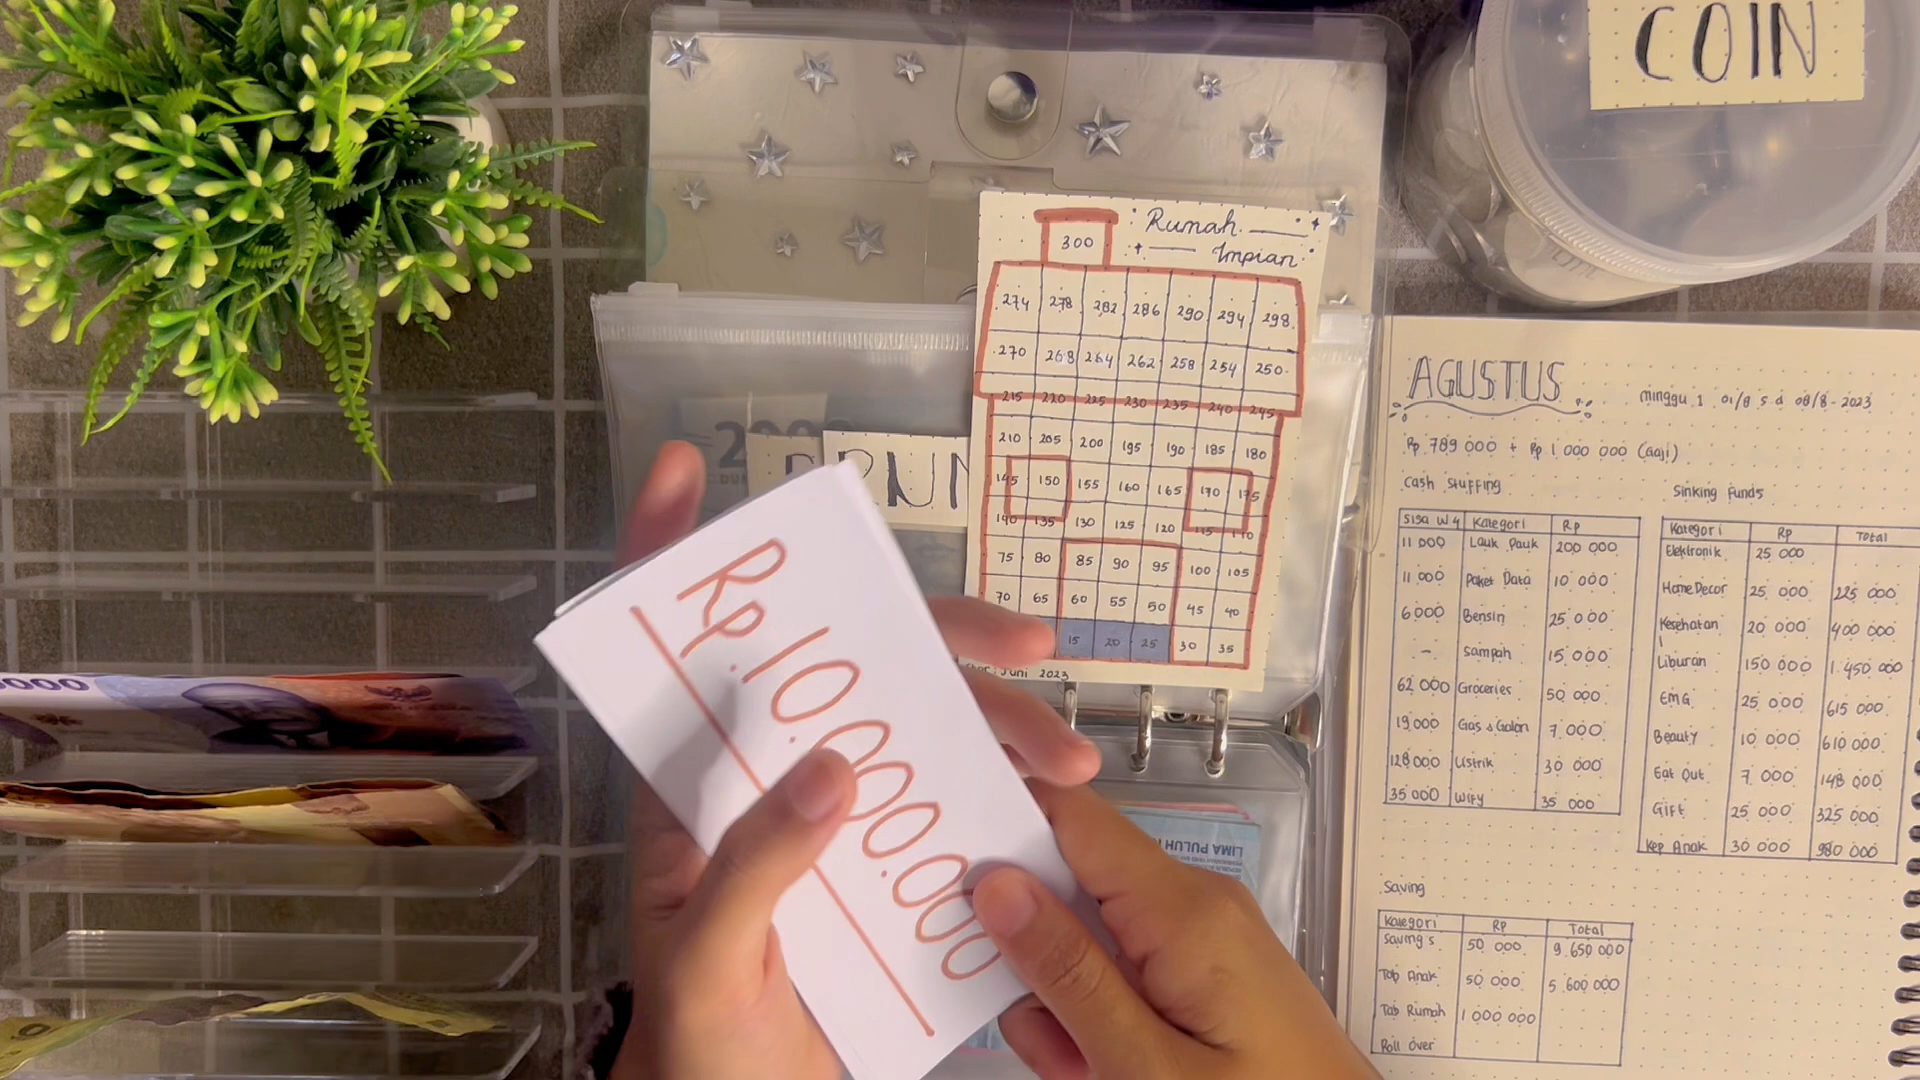 COIN
Rumah
Impian
300
274 278 282 286 290 294 298
270 268 264 262 258 254 250
215 220 225 230 235 240 245
210 205 200 195 190 185 180
145 150 155 160 165 170 175
140 135 130 125 120 115 110
75 80 85 90 95 100 105
70 65 60 55 50 45 40
15 20 25 30 35
Juni 2023
Rp.10.000.000
LIMA PULUH
AGUSTUS
minggu 1 01/8 s d 08/8-2023
Rp 789 000 + Rp 1 000 000 (Gaji)
Cash Stuffing
Sisa W4 Kategori Rp
11 000 Lauk Pauk 200 000
11 000 Paket Data 10 000
6 000 Bensin 25 000
- Sampah 15 000
62 000 Groceries 50 000
19 000 Gas & Galon 7 000
128 000 Listrik 30 000
35 000 Wify 35 000
Sinking Funds
Kategori Rp Total
Elektronik 25 000
Home Decor 25 000 225 000
Kesehatan 20 000 400 000
Liburan 150 000 1.450 000
EMG 25 000 615 000
Beauty 10 000 610 000
Eat Out 7 000 148 000
Gift 25 000 325 000
Kep Anak 30 000 980 000
Saving
Kategori Rp Total
Saving's 50 000 9.650 000
Tab Anak 50 000 5.600 000
Tab Rumah 1 000 000
Roll Over